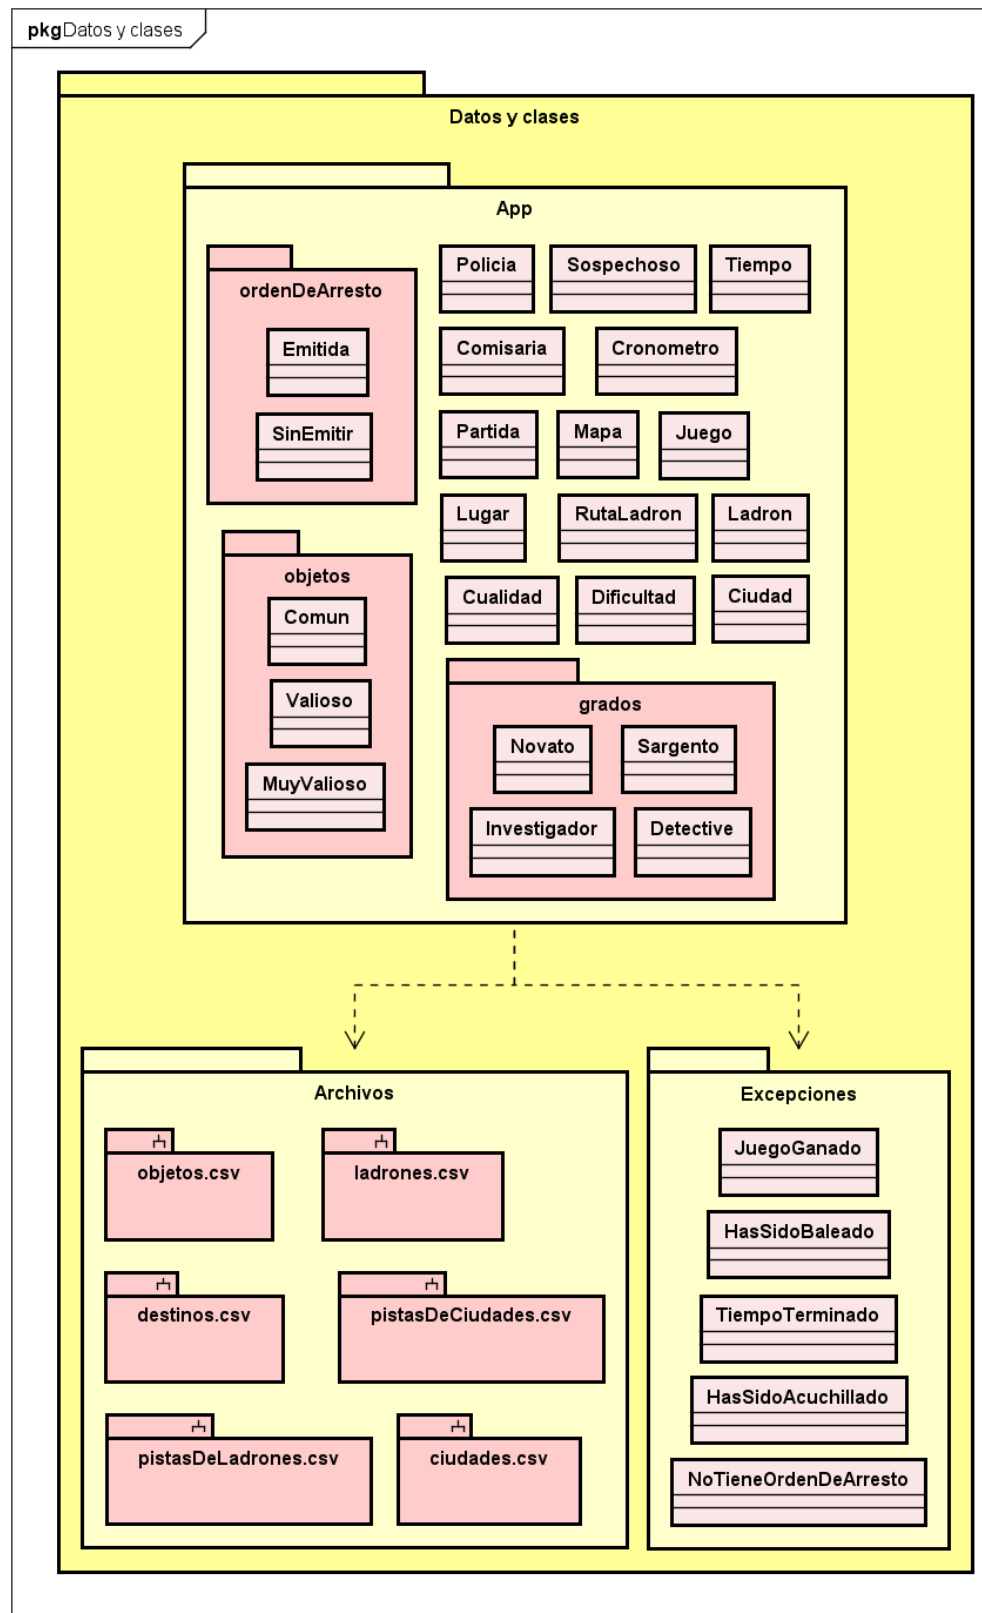 pkg Datos y clases
Datos y clases
App
ordenDeArresto
Emitida
SinEmitir
objetos
Comun
Valioso
MuyValioso
Policia
Sospechoso
Tiempo
Comisaria
Cronometro
Partida
Mapa
Juego
Lugar
RutaLadron
Ladron
Cualidad
Dificultad
Ciudad
grados
Novato
Sargento
Investigador
Detective
Archivos
objetos.csv
ladrones.csv
destinos.csv
pistasDeCiudades.csv
pistasDeLadrones.csv
ciudades.csv
Excepciones
JuegoGanado
HasSidoBaleado
TiempoTerminado
HasSidoAcuchillado
NoTieneOrdenDeArresto